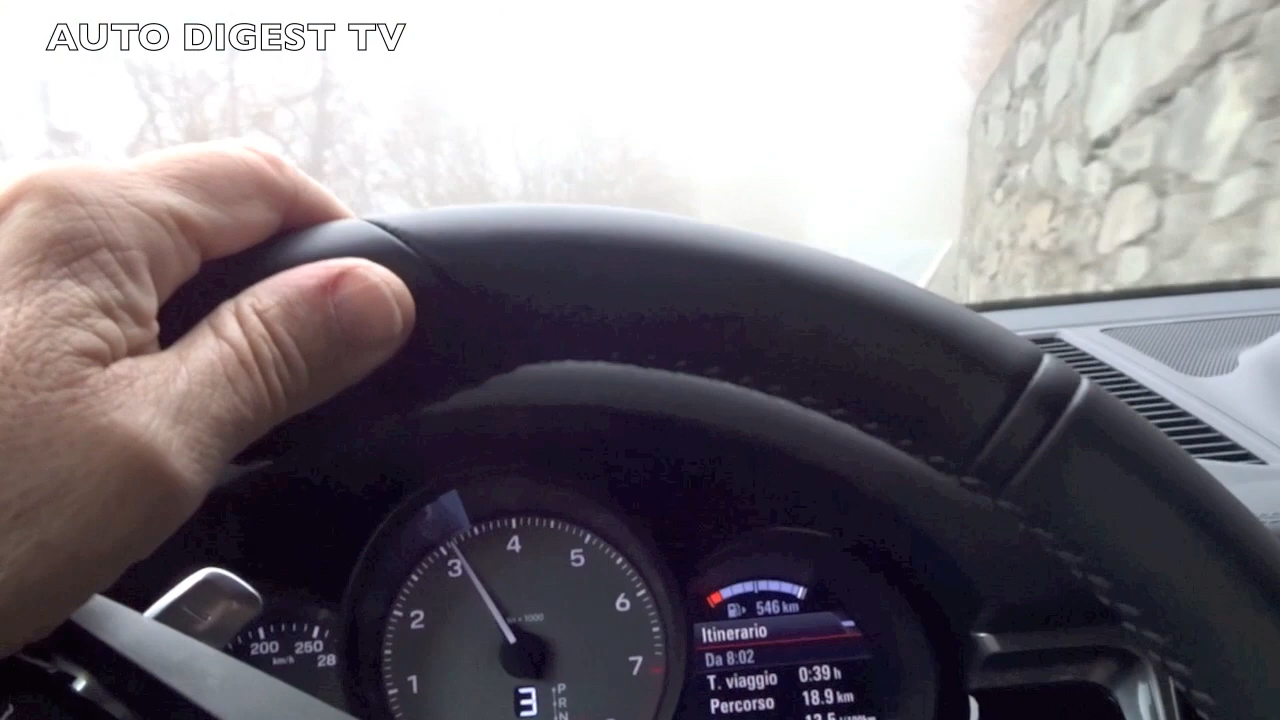 AUTO DIGEST TV
1
2
3
4
5
6
7
200 250
km/h 28
3
P
R
N
546 km
Itinerario
Da 8:02
T. viaggio 0:39 h
Percorso 18.9 km